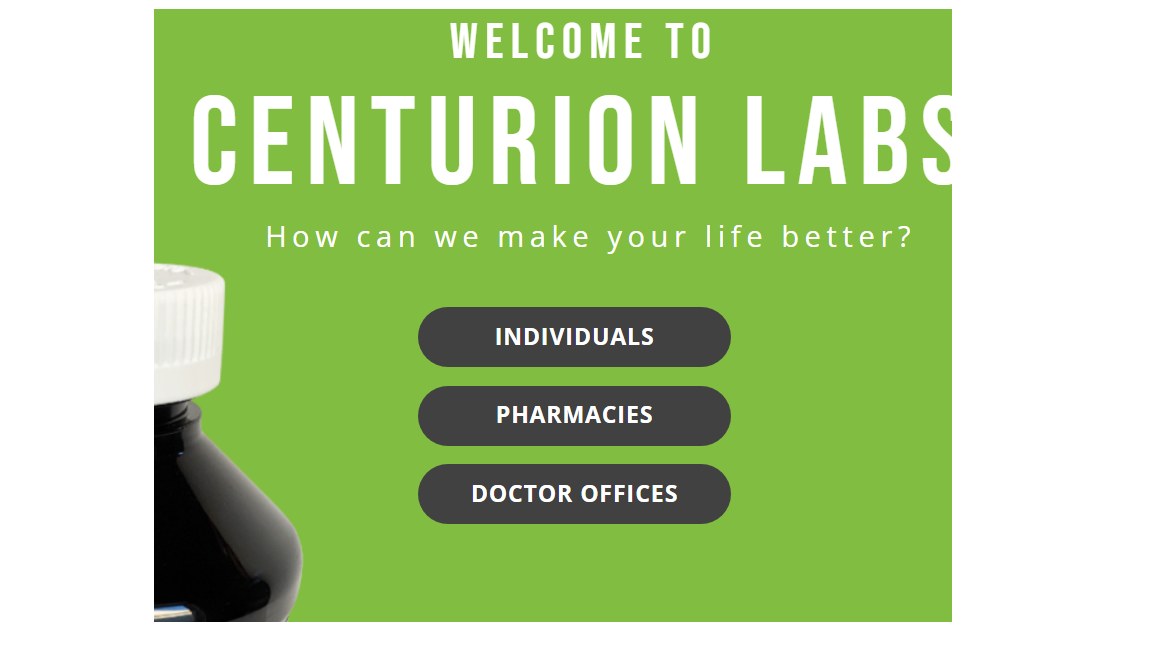 WELCOME TO
CENTURION LABS
How can we make your life better?
INDIVIDUALS
PHARMACIES
DOCTOR OFFICES